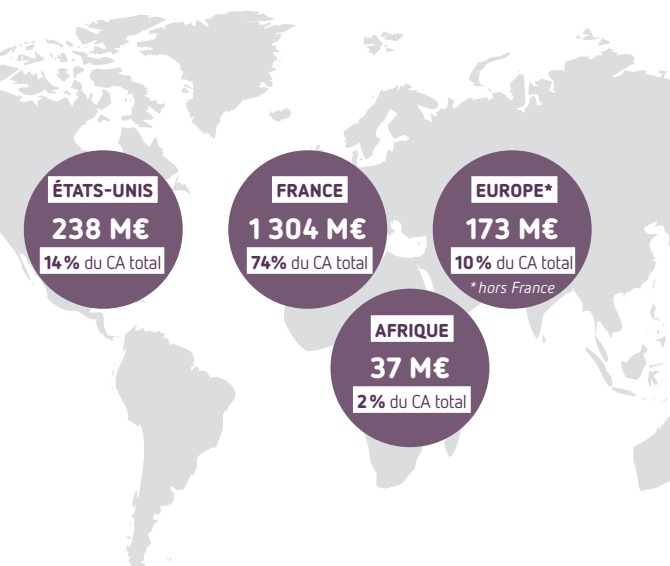 ÉTATS-UNIS
238 M€
14 % du CA total
FRANCE
1 304 M€
74% du CA total
EUROPE*
173 M€
10 % du CA total
* hors France
AFRIQUE
37 M€
2 % du CA total